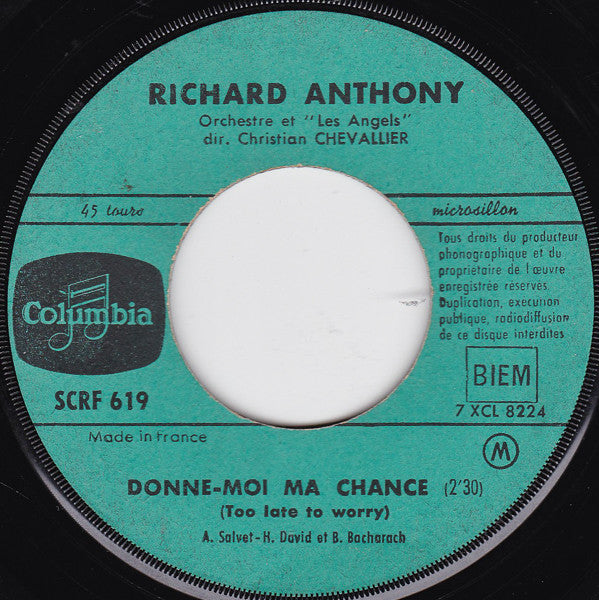 RICHARD ANTHONY
Orchestre et "Les Angels"
dir. Christian CHEVALLIER
45 tours
microsillon
Tous droits du producteur
phonographique et du
propriétaire de l'œuvre
enregistrée réservés.
Duplication, exécution
publique, radiodiffusion
de ce disque interdites
Columbia
SCRF 619
BIEM
7 XCL 8224
Made in France
M
DONNE-MOI MA CHANCE (2'30)
(Too late to worry)
A. Salvet-H. David et B. Bacharach